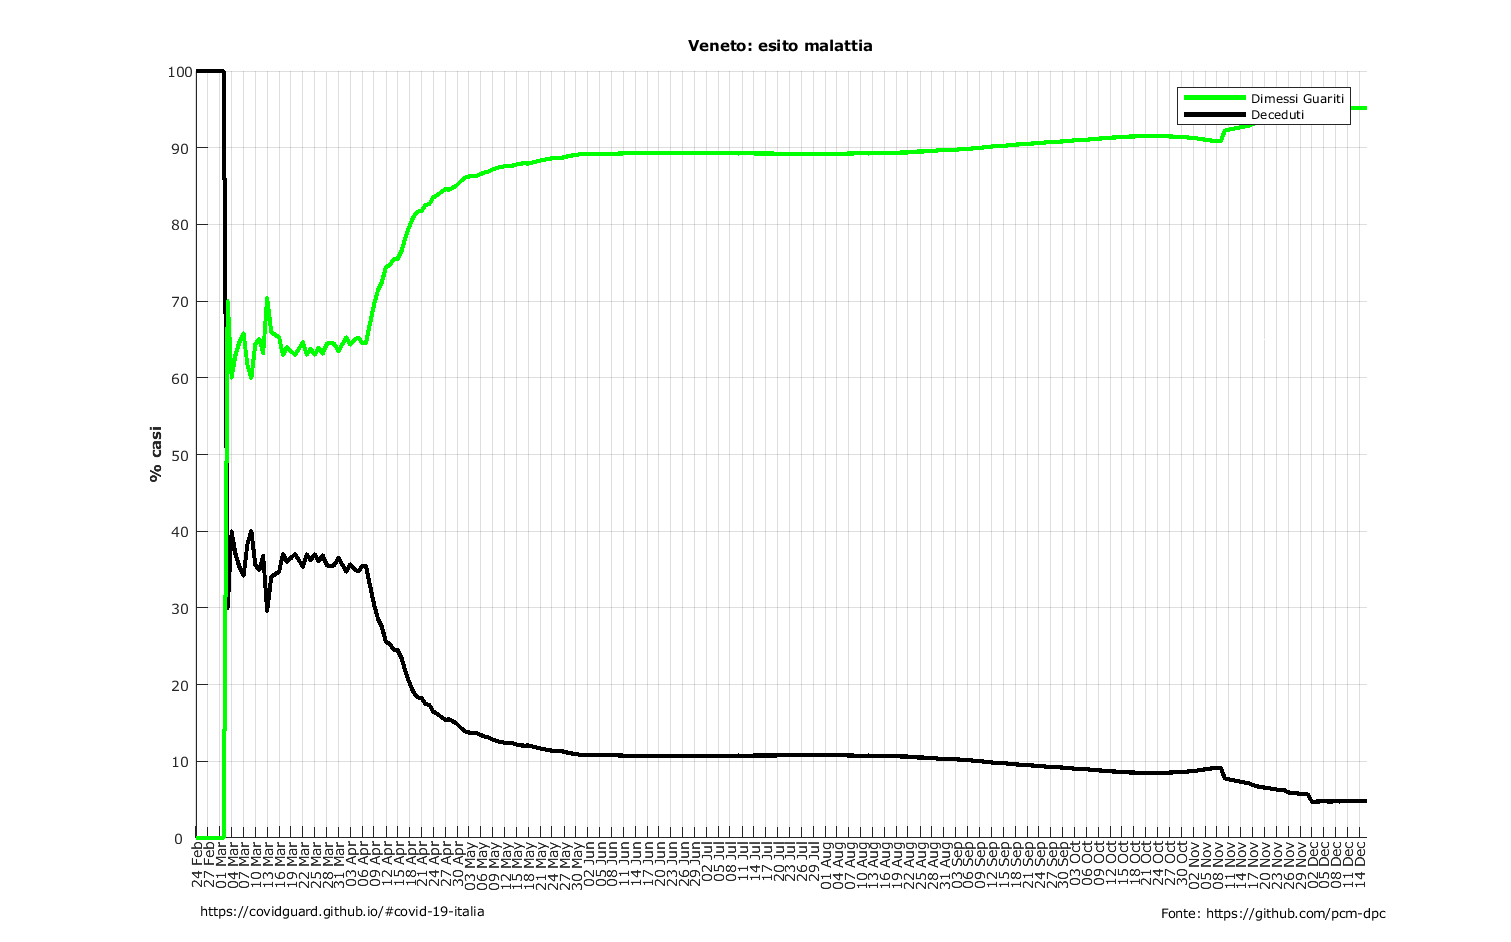 Veneto: esito malattia
100
90
80
70
60
50
40
30
20
10
0
% casi
Dimessi Guariti
Deceduti
24 Feb
27 Feb
01 Mar
04 Mar
07 Mar
10 Mar
13 Mar
16 Mar
19 Mar
22 Mar
25 Mar
28 Mar
31 Mar
03 Apr
06 Apr
09 Apr
12 Apr
15 Apr
18 Apr
21 Apr
24 Apr
27 Apr
30 Apr
03 May
06 May
09 May
12 May
15 May
18 May
21 May
24 May
27 May
30 May
02 Jun
05 Jun
08 Jun
11 Jun
14 Jun
17 Jun
20 Jun
23 Jun
26 Jun
29 Jun
02 Jul
05 Jul
08 Jul
11 Jul
14 Jul
17 Jul
20 Jul
23 Jul
26 Jul
29 Jul
01 Aug
04 Aug
07 Aug
10 Aug
13 Aug
16 Aug
19 Aug
22 Aug
25 Aug
28 Aug
31 Aug
03 Sep
06 Sep
09 Sep
12 Sep
15 Sep
18 Sep
21 Sep
24 Sep
27 Sep
30 Sep
03 Oct
06 Oct
09 Oct
12 Oct
15 Oct
18 Oct
21 Oct
24 Oct
27 Oct
30 Oct
02 Nov
05 Nov
08 Nov
11 Nov
14 Nov
17 Nov
20 Nov
23 Nov
26 Nov
29 Nov
02 Dec
05 Dec
08 Dec
11 Dec
14 Dec
https://covidguard.github.io/#covid-19-italia
Fonte: https://github.com/pcm-dpc